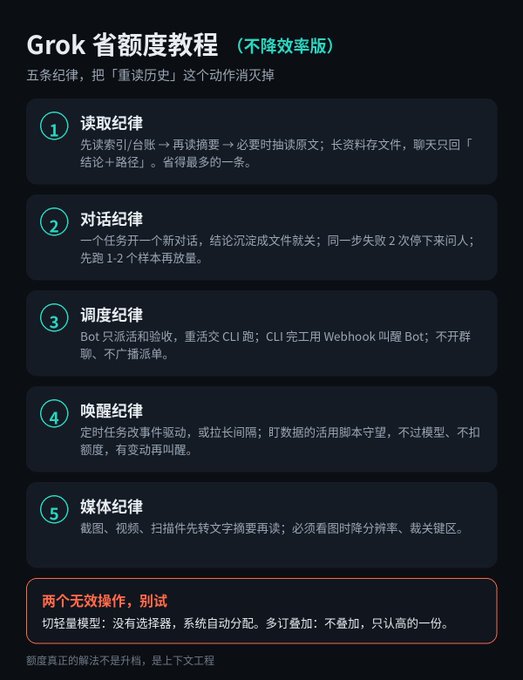 Grok 省额度教程 （不降效率版）
五条纪律，把「重读历史」这个动作消灭掉
1
读取纪律
先读索引/台账 → 再读摘要 → 必要时抽读原文；长资料存文件，聊天只回「
结论＋路径」。省得最多的一条。
2
对话纪律
一个任务开一个新对话，结论沉淀成文件就关；同一步失败 2 次停下来问人；
先跑 1-2 个样本再放量。
3
调度纪律
Bot 只派活和验收，重活交 CLI 跑；CLI 完工用 Webhook 叫醒 Bot；不开群
聊、不广播派单。
4
唤醒纪律
定时任务改事件驱动，或拉长间隔；盯数据的活用脚本守望，不过模型、不扣
额度，有变动再叫醒。
5
媒体纪律
截图、视频、扫描件先转文字摘要再读；必须看图时降分辨率、裁关键区。
两个无效操作，别试
切轻量模型：没有选择器，系统自动分配。多订叠加：不叠加，只认高的一份。
额度真正的解法不是升档，是上下文工程